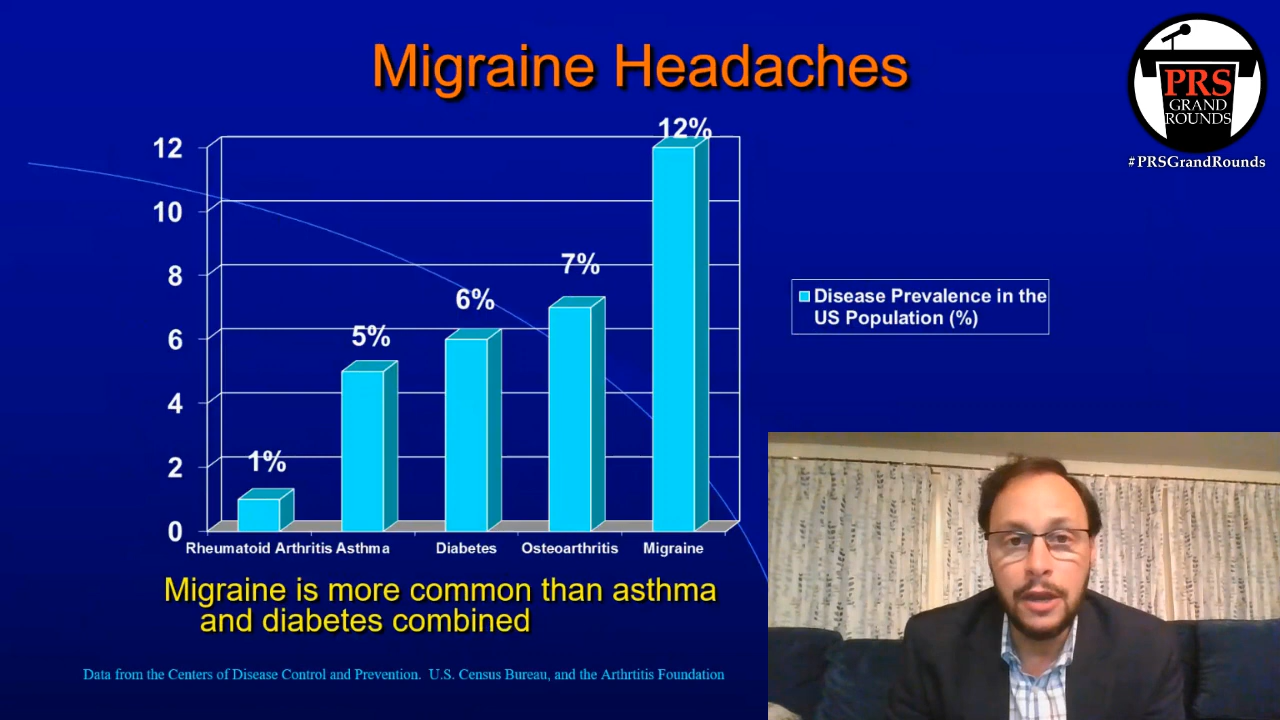 Migraine Headaches
PRS
GRAND
ROUNDS
#PRSGrandRounds
12
10
8
6
4
2
0
1%
5%
6%
7%
12%
Rheumatoid Arthritis Asthma Diabetes Osteoarthritis Migraine
Disease Prevalence in the
US Population (%)
Migraine is more common than asthma
and diabetes combined
Data from the Centers of Disease Control and Prevention. U.S. Census Bureau, and the Arthrtitis Foundation